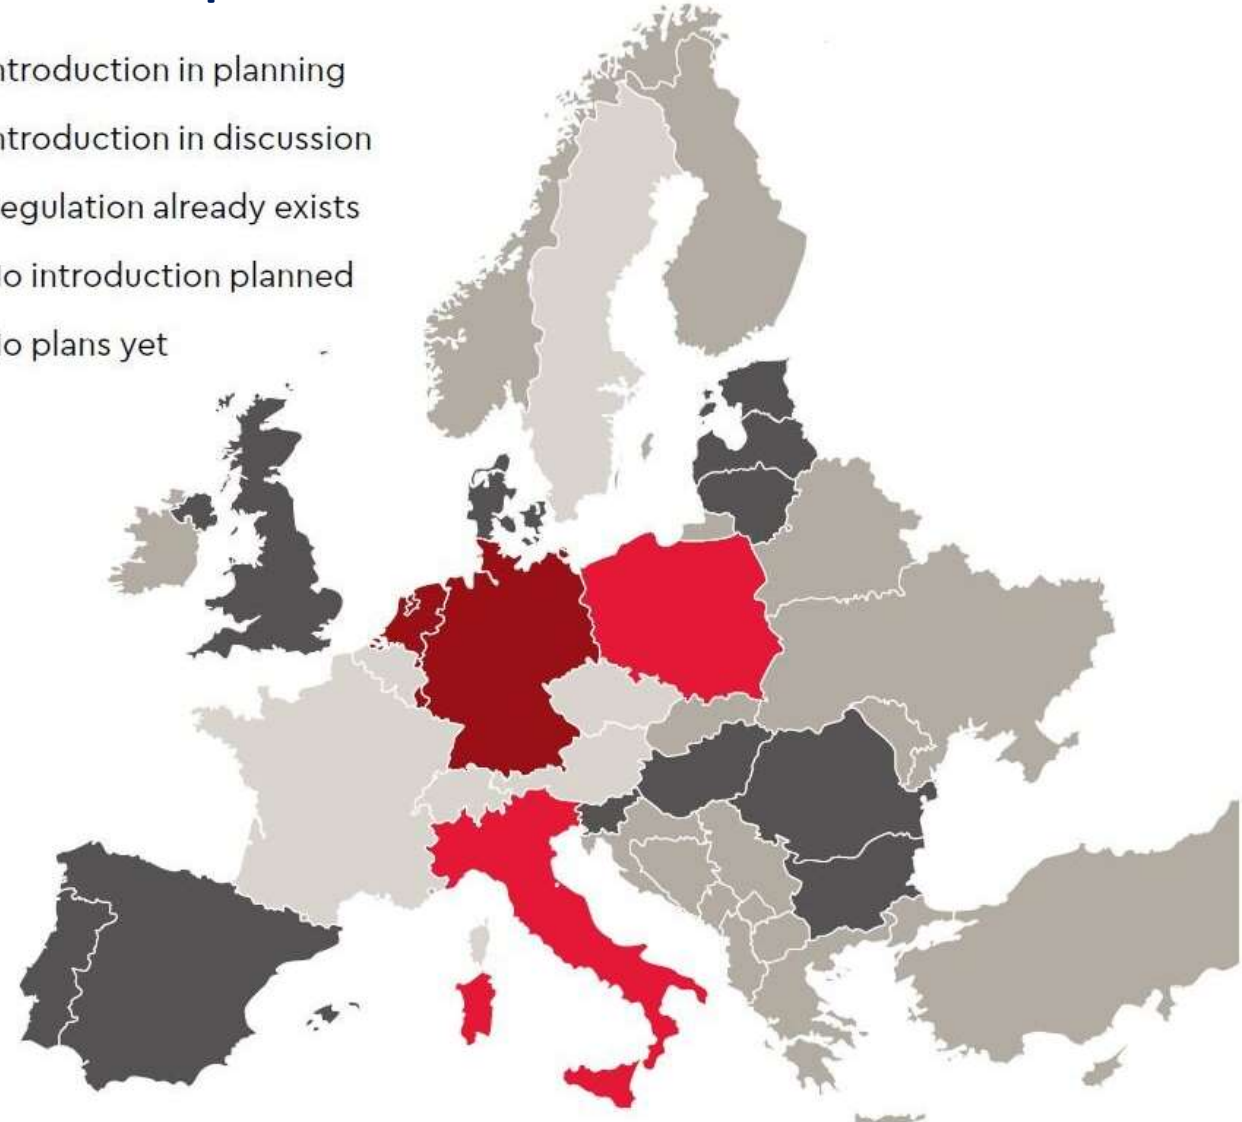 ntroduction in planning
ntroduction in discussion
egulation already exists
o introduction planned
o plans yet